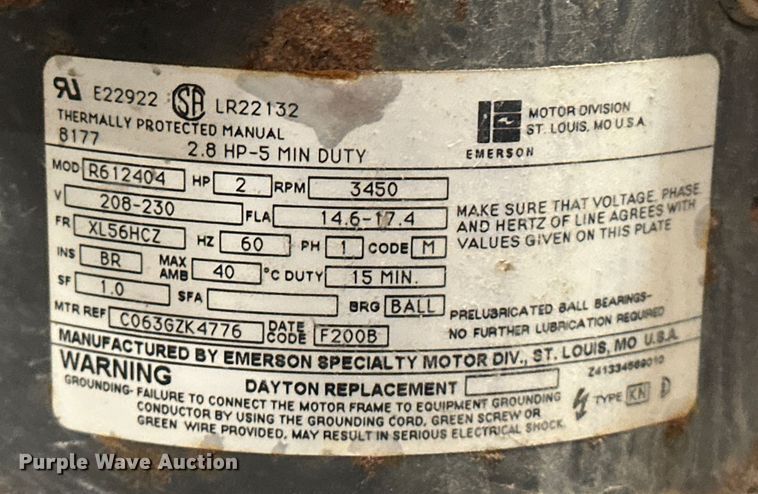 E22922 LR22132
THERMALLY PROTECTED MANUAL
8177 2.8 HP-5 MIN DUTY
MOTOR DIVISION
ST. LOUIS, MO U.S.A.
EMERSON
MOD R612404 HP 2 RPM 3450
V 208-230 FLA 14.6-17.4
FR XL56HCZ HZ 60 PH 1 CODE M
INS BR MAX AMB 40 °C DUTY 15 MIN.
SF 1.0 SFA BRG BALL
MTR REF C063GZK4776 DATE CODE F200B
MAKE SURE THAT VOLTAGE, PHASE
AND HERTZ OF LINE AGREES WITH
VALUES GIVEN ON THIS PLATE
PRELUBRICATED BALL BEARINGS-
NO FURTHER LUBRICATION REQUIRED
MANUFACTURED BY EMERSON SPECIALTY MOTOR DIV., ST. LOUIS, MO U.S.A.
WARNING DAYTON REPLACEMENT
GROUNDING- FAILURE TO CONNECT THE MOTOR FRAME TO EQUIPMENT GROUNDING
CONDUCTOR BY USING THE GROUNDING CORD, GREEN SCREW OR
GREEN WIRE PROVIDED, MAY RESULT IN SERIOUS ELECTRICAL SHOCK.
TYPE KN D
Purple Wave Auction